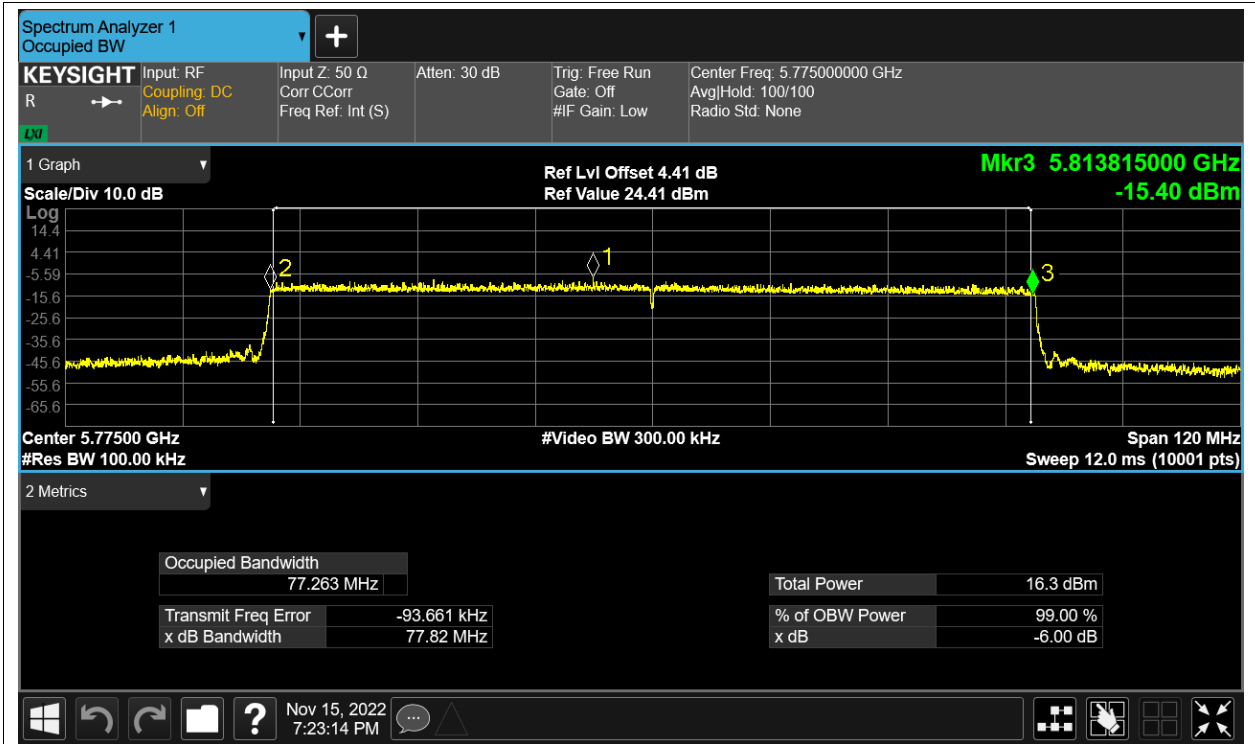 Spectrum Analyzer 1
Occupied BW
KEYSIGHT
R
LXI
Input: RF
Coupling: DC
Align: Off
Input Z: 50 Ω
Corr CCorr
Freq Ref: Int (S)
Atten: 30 dB
Trig: Free Run
Gate: Off
#IF Gain: Low
Center Freq: 5.775000000 GHz
Avg|Hold: 100/100
Radio Std: None
1 Graph
Scale/Div 10.0 dB
Ref Lvl Offset 4.41 dB
Ref Value 24.41 dBm
Mkr3 5.813815000 GHz
-15.40 dBm
Log
14.4
4.41
-5.59
-15.6
-25.6
-35.6
-45.6
-55.6
-65.6
2
1
3
Center 5.77500 GHz
#Res BW 100.00 kHz
#Video BW 300.00 kHz
Span 120 MHz
Sweep 12.0 ms (10001 pts)
2 Metrics
Occupied Bandwidth
77.263 MHz
Transmit Freq Error -93.661 kHz
x dB Bandwidth 77.82 MHz
Total Power 16.3 dBm
% of OBW Power 99.00 %
x dB -6.00 dB
?
Nov 15, 2022
7:23:14 PM